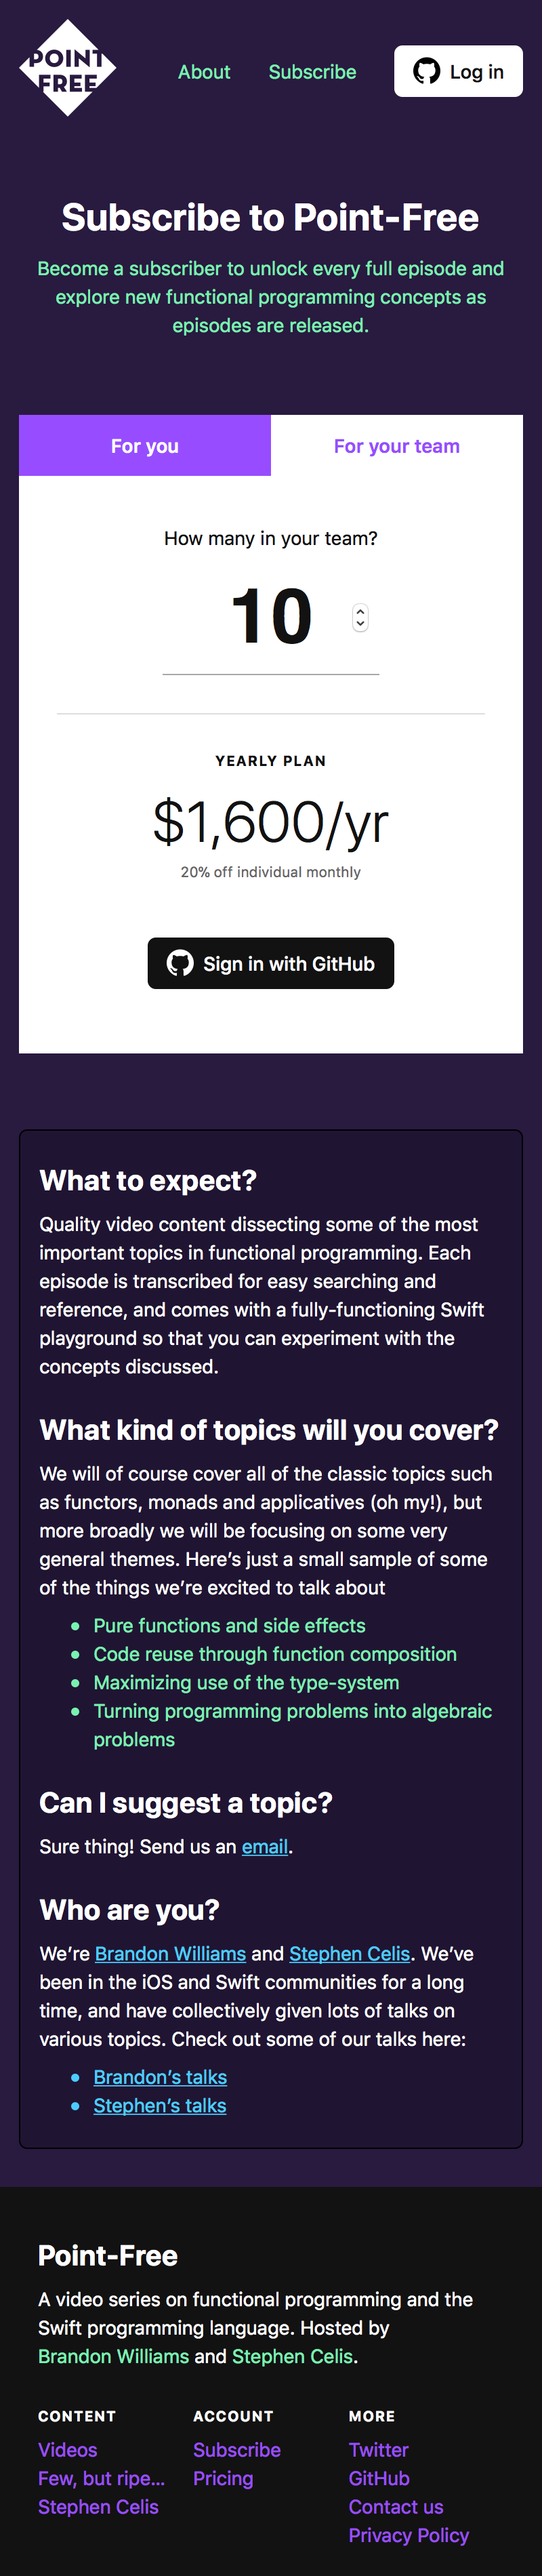 POINT
FREE
About
Subscribe
Log in
Subscribe to Point-Free
Become a subscriber to unlock every full episode and
explore new functional programming concepts as
episodes are released.
For you
For your team
How many in your team?
10
YEARLY PLAN
$1,600/yr
20% off individual monthly
Sign in with GitHub
What to expect?
Quality video content dissecting some of the most
important topics in functional programming. Each
episode is transcribed for easy searching and
reference, and comes with a fully-functioning Swift
playground so that you can experiment with the
concepts discussed.
What kind of topics will you cover?
We will of course cover all of the classic topics such
as functors, monads and applicatives (oh my!), but
more broadly we will be focusing on some very
general themes. Here’s just a small sample of some
of the things we’re excited to talk about
• Pure functions and side effects
• Code reuse through function composition
• Maximizing use of the type-system
• Turning programming problems into algebraic
problems
Can I suggest a topic?
Sure thing! Send us an email.
Who are you?
We’re Brandon Williams and Stephen Celis. We’ve
been in the iOS and Swift communities for a long
time, and have collectively given lots of talks on
various topics. Check out some of our talks here:
• Brandon’s talks
• Stephen’s talks
Point-Free
A video series on functional programming and the
Swift programming language. Hosted by
Brandon Williams and Stephen Celis.
CONTENT
Videos
Few, but ripe...
Stephen Celis
ACCOUNT
Subscribe
Pricing
MORE
Twitter
GitHub
Contact us
Privacy Policy